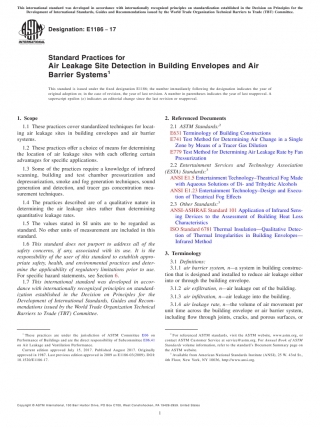 This international standard was developed in accordance with internationally recognized principles on standardization established in the Decision on Principles for the
Development of International Standards, Guides and Recommendations issued by the World Trade Organization Technical Barriers to Trade (TBT) Committee.
Designation: E1186 − 17
Standard Practices for
Air Leakage Site Detection in Building Envelopes and Air
Barrier Systems1
This standard is issued under the fixed designation E1186; the number immediately following the designation indicates the year of
original adoption or, in the case of revision, the year of last revision. A number in parentheses indicates the year of last reapproval. A
superscript epsilon (´) indicates an editorial change since the last revision or reapproval.
1. Scope
1.1 These practices cover standardized techniques for locating air leakage sites in building envelopes and air barrier
systems.
1.2 These practices offer a choice of means for determining
the location of air leakage sites with each offering certain
advantages for specific applications.
1.3 Some of the practices require a knowledge of infrared
scanning, building and test chamber pressurization and
depressurization, smoke and fog generation techniques, sound
generation and detection, and tracer gas concentration measurement techniques.
1.4 The practices described are of a qualitative nature in
determining the air leakage sites rather than determining
quantitative leakage rates.
1.5 The values stated in SI units are to be regarded as
standard. No other units of measurement are included in this
standard.
1.6 This standard does not purport to address all of the
safety concerns, if any, associated with its use. It is the
responsibility of the user of this standard to establish appropriate safety, health, and environmental practices and determine the applicability of regulatory limitations prior to use.
For specific hazard statements, see Section 6.
1.7 This international standard was developed in accordance with internationally recognized principles on standardization established in the Decision on Principles for the
Development of International Standards, Guides and Recommendations issued by the World Trade Organization Technical
Barriers to Trade (TBT) Committee.
2. Referenced Documents
2.1 ASTM Standards:2
E631 Terminology of Building Constructions
E741 Test Method for Determining Air Change in a Single
Zone by Means of a Tracer Gas Dilution
E779 Test Method for Determining Air Leakage Rate by Fan
Pressurization
2.2 Entertainment Services and Technology Association
(ESTA) Standards:3
ANSI E1.5 Entertainment Technology–Theatrical Fog Made
with Aqueous Solutions of Di- and Trihydric Alcohols
ANSI E1.23 Entertainment Technology–Design and Execution of Theatrical Fog Effects
2.3 Other Standards:3
ANSI-ASHRAE Standard 101 Application of Infrared Sensing Devices to the Assessment of Building Heat Loss
Characteristics
ISO Standard 6781 Thermal Insulation—Qualitative Detection of Thermal Irregularities in Building Envelopes—
Infrared Method
3. Terminology
3.1 Definitions:
3.1.1 air barrier system, n—a system in building construction that is designed and installed to reduce air leakage either
into or through the building envelope.
3.1.2 air exfiltration, n—air leakage out of the building.
3.1.3 air infiltration, n—air leakage into the building.
3.1.4 air leakage rate, n—the volume of air movement per
unit time across the building envelope or air barrier system,
including flow through joints, cracks, and porous surfaces, or
1 These practices are under the jurisdiction of ASTM Committee E06 on
Performance of Buildings and are the direct responsibility of Subcommittee E06.41
on Air Leakage and Ventilation Performance.
Current edition approved July 15, 2017. Published August 2017. Originally
approved in 1987. Last previous edition approved in 2009 as E1186–03(2009). DOI:
10.1520/E1186-17.
2 For referenced ASTM standards, visit the ASTM website, www.astm.org, or
contact ASTM Customer Service at service@astm.org. For Annual Book of ASTM
Standards volume information, refer to the standard's Document Summary page on
the ASTM website.
3 Available from American National Standards Institute (ANSI), 25 W. 43rd St.,
4th Floor, New York, NY 10036, http://www.ansi.org.
Copyright © ASTM International, 100 Barr Harbor Drive, PO Box C700, West Conshohocken, PA 19428-2959. United States
1